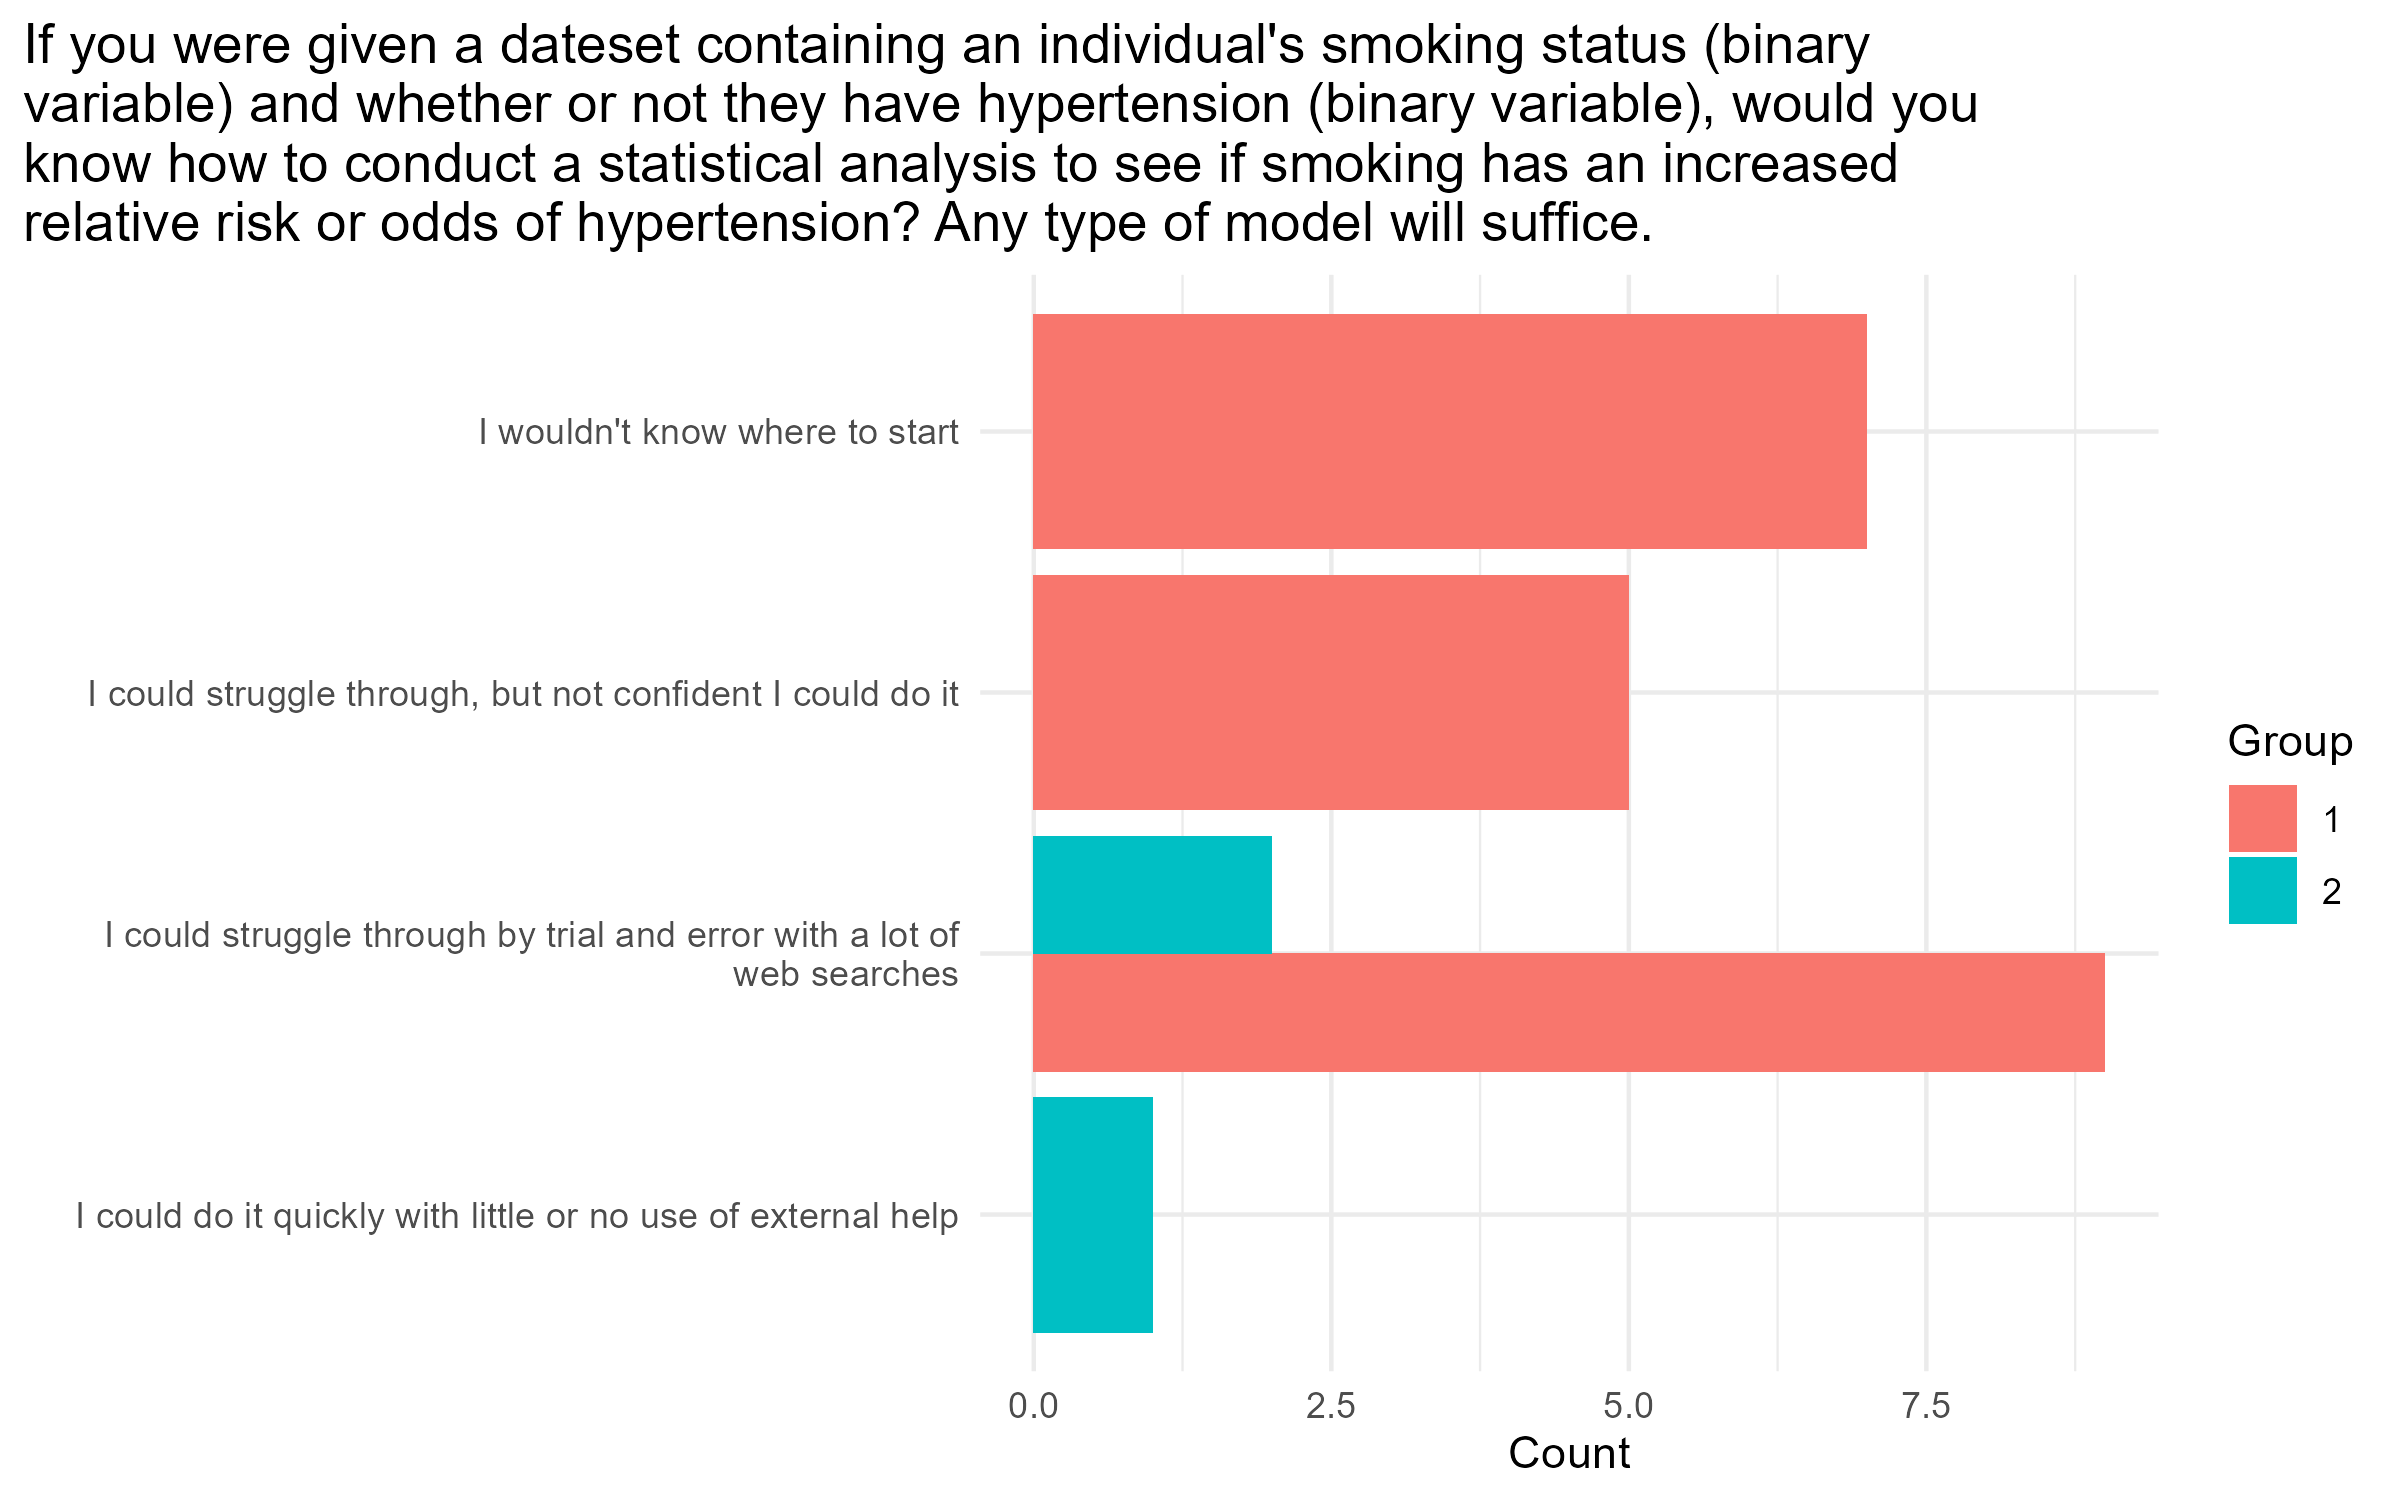 If you were given a dateset containing an individual's smoking status (binary
variable) and whether or not they have hypertension (binary variable), would you
know how to conduct a statistical analysis to see if smoking has an increased
relative risk or odds of hypertension? Any type of model will suffice.
I wouldn't know where to start
I could struggle through, but not confident I could do it
I could struggle through by trial and error with a lot of
web searches
I could do it quickly with little or no use of external help
0.0
2.5
5.0
7.5
Count
Group
1
2